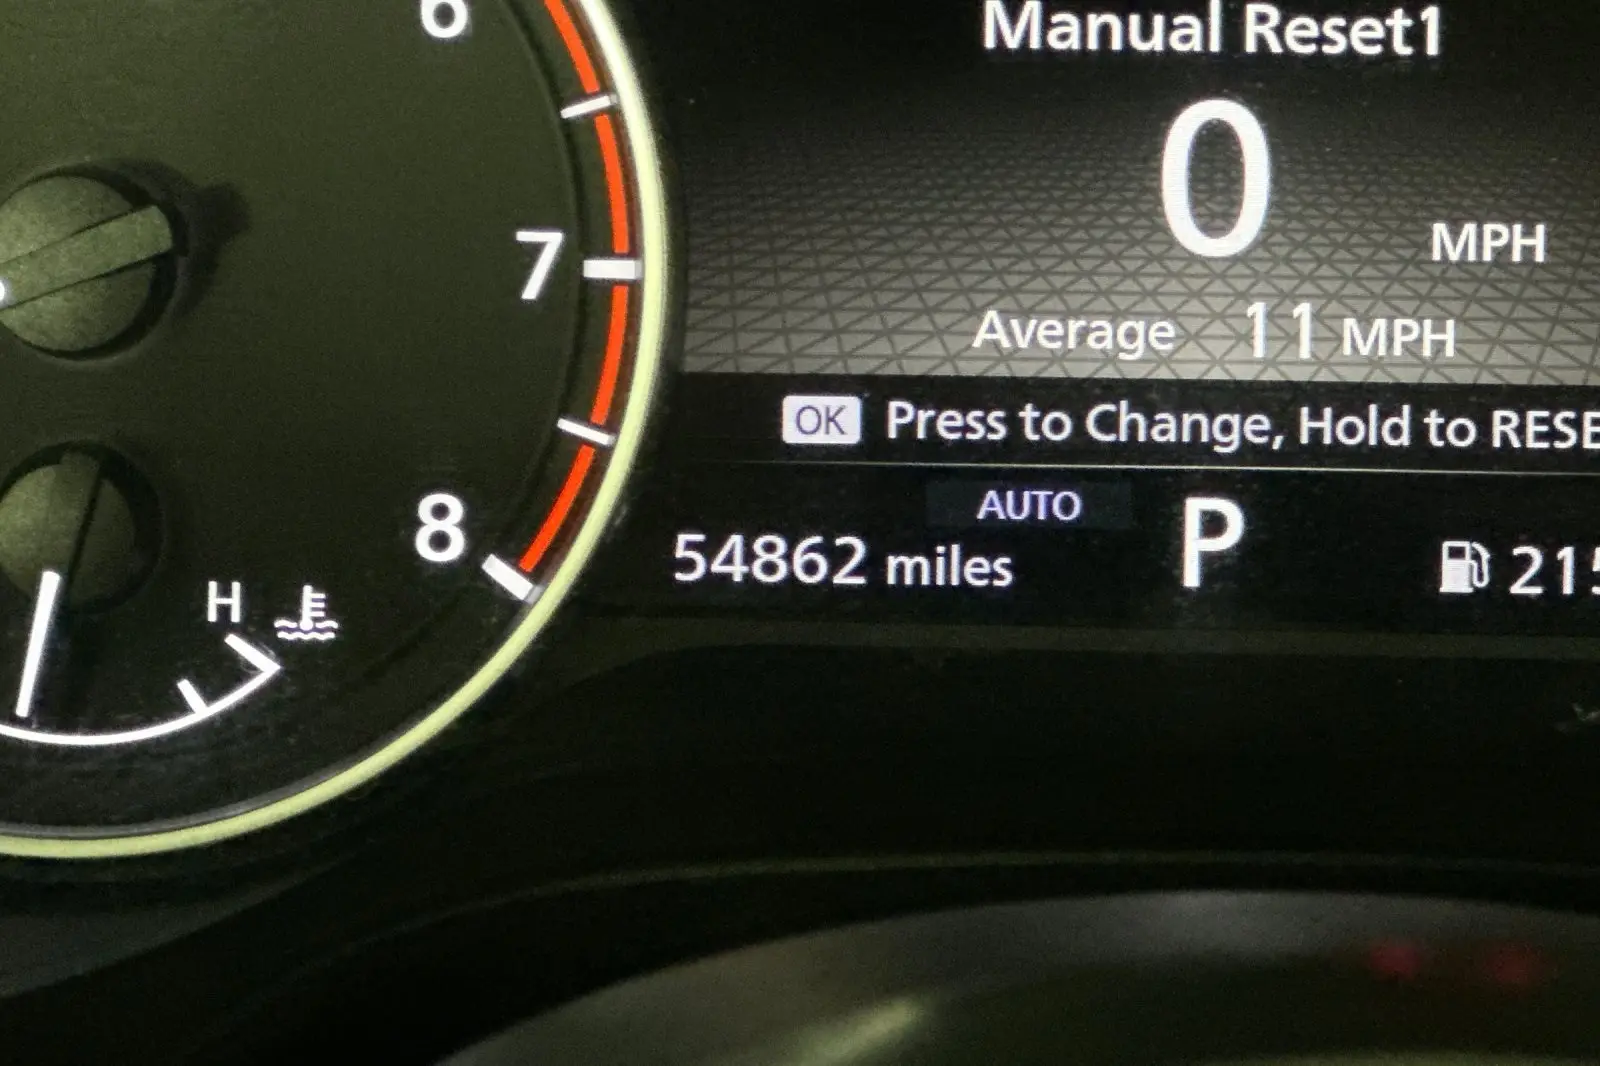 Manual Reset1
0
MPH
Average 11 MPH
OK Press to Change, Hold to RESE
AUTO
54862 miles
P
215
6
7
8
H